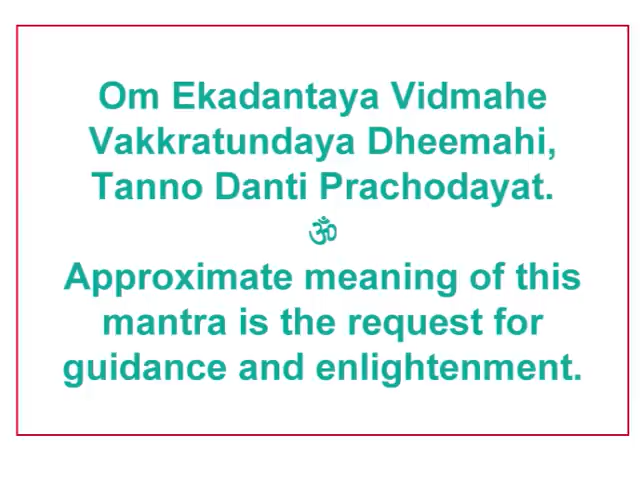 Om Ekadantaya Vidmahe
Vakkratundaya Dheemahi,
Tanno Danti Prachodayat.
ॐ
Approximate meaning of this
mantra is the request for
guidance and enlightenment.